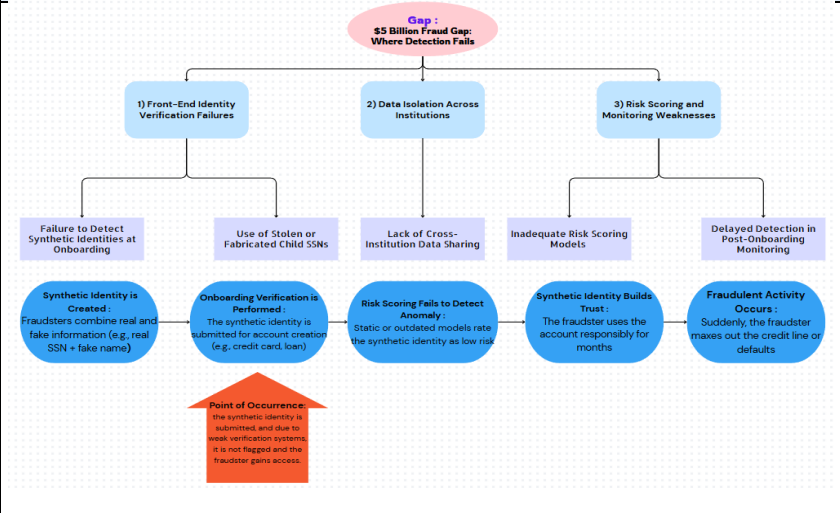 Gap :
$5 Billion Fraud Gap:
Where Detection Fails
1) Front-End Identity
Verification Failures
2) Data Isolation Across
Institutions
3) Risk Scoring and
Monitoring Weaknesses
Failure to Detect
Synthetic Identities at
Onboarding
Use of Stolen or
Fabricated Child SSNs
Lack of Cross-
Institution Data Sharing
Inadequate Risk Scoring
Models
Delayed Detection in
Post-Onboarding
Monitoring
Synthetic Identity is
Created :
Fraudsters combine real and
fake information (e.g., real
SSN + fake name)
Onboarding Verification is
Performed :
The synthetic identity is
submitted for account creation
(e.g., credit card, loan)
Risk Scoring Fails to Detect
Anomaly :
Static or outdated models rate
the synthetic identity as low risk
Synthetic Identity Builds
Trust :
The fraudster uses the
account responsibly for
months
Fraudulent Activity
Occurs :
Suddenly, the fraudster
maxes out the credit line or
defaults
Point of Occurrence:
the synthetic identity is
submitted, and due to
weak verification systems,
it is not flagged and the
fraudster gains access.